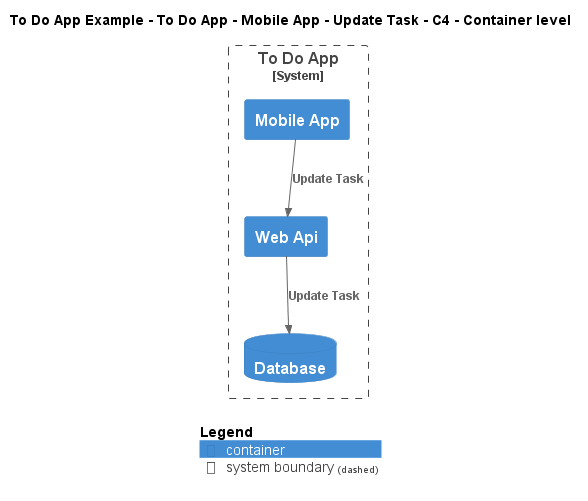 To Do App Example - To Do App - Mobile App - Update Task - C4 - Container level
To Do App
[System]
Mobile App
Update Task
Web Api
Update Task
Database
Legend
container
system boundary (dashed)